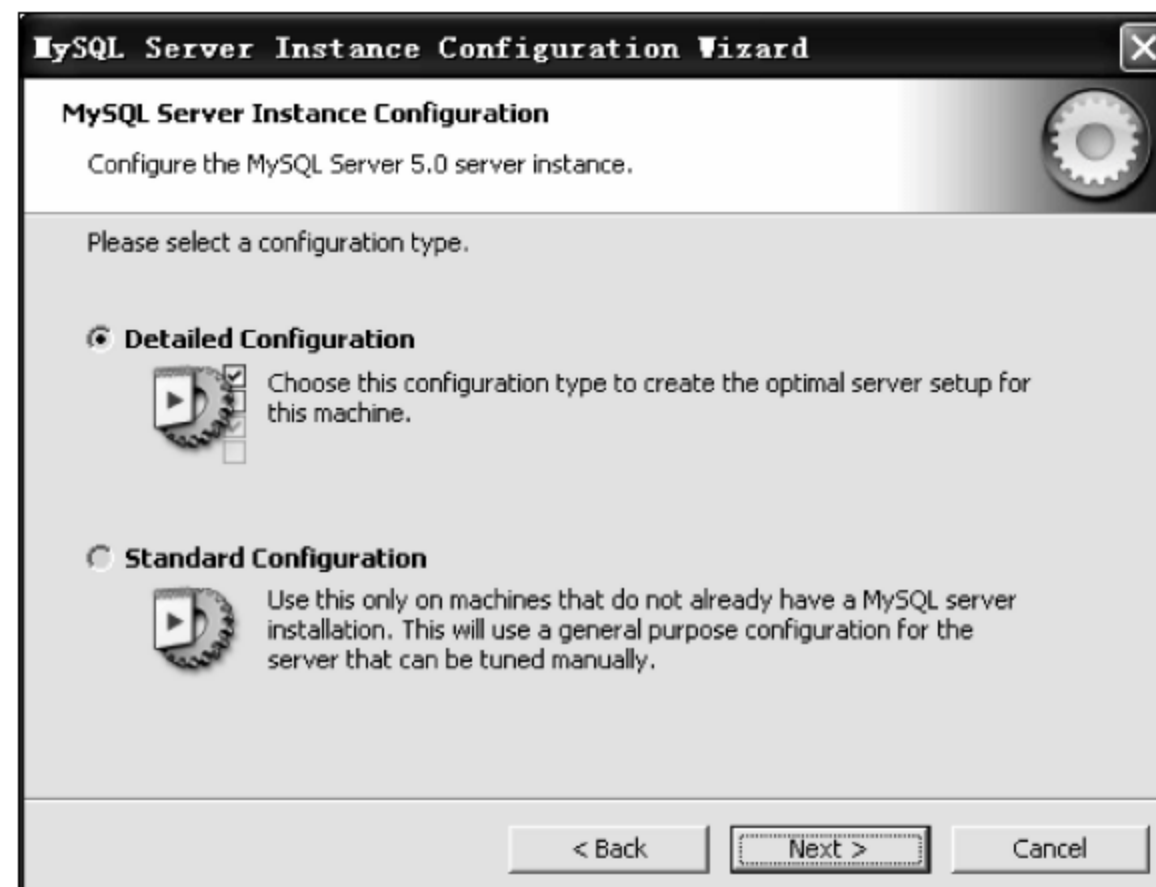 MySQL Server Instance Configuration Wizard
MySQL Server Instance Configuration
Configure the MySQL Server 5.0 server instance.
Please select a configuration type.
Detailed Configuration
Choose this configuration type to create the optimal server setup for
this machine.
Standard Configuration
Use this only on machines that do not already have a MySQL server
installation. This will use a general purpose configuration for the
server that can be tuned manually.
< Back Next > Cancel